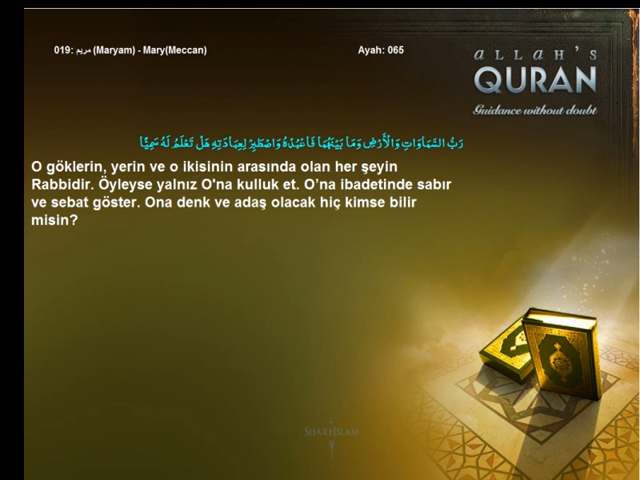 019: مريم (Maryam) - Mary(Meccan) Ayah: 065
ALLAH'S
QURAN
Guidance without doubt
رَبُّ السَّمَاوَاتِ وَالْأَرْضِ وَمَا بَيْنَهُمَا فَاعْبُدْهُ وَاصْطَبِرْ لِعِبَادَتِهِ هَلْ تَعْلَمُ لَهُ سَمِيًّا
O göklerin, yerin ve o ikisinin arasında olan her şeyin
Rabbidir. Öyleyse yalnız O'na kulluk et. O’na ibadetinde sabır
ve sebat göster. Ona denk ve adaş olacak hiç kimse bilir
misin?
SHAREISLAM